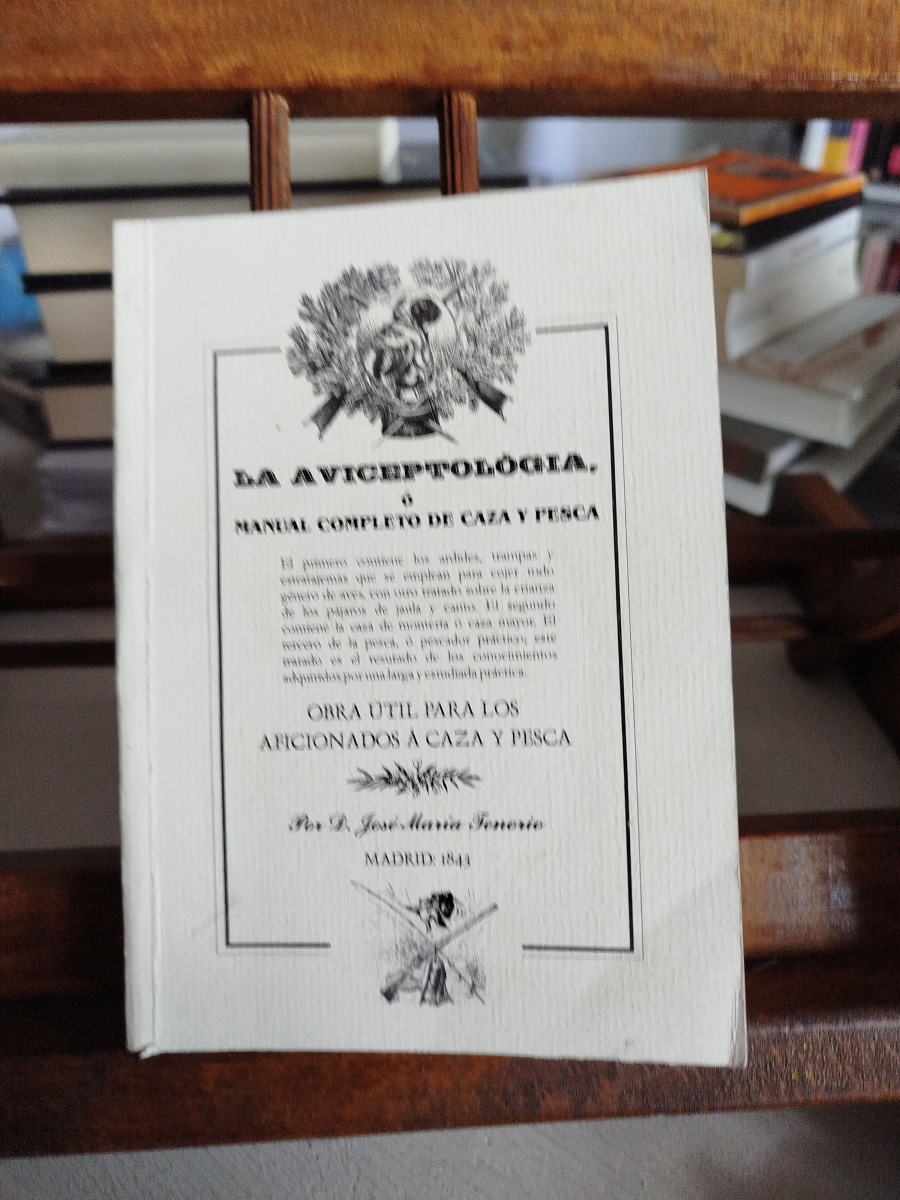 LA AVICEPTOLÓGIA,
ó
MANUAL COMPLETO DE CAZA Y PESCA
El primero contiene los ardides, trampas y
estratajemas que se emplean para cojer todo
género de aves, con otro tratado sobre la crianza
de los pájaros de jaula y canto. El segundo
contiene la caza de montería o caza mayor. El
tercero de la pesca, ó pescador práctico; este
tratado es el resultado de los conocimientos
adquiridos por una larga y estudiada práctica.
OBRA ÚTIL PARA LOS
AFICIONADOS Á CAZA Y PESCA
Por D. José María Tenorio
MADRID: 1843